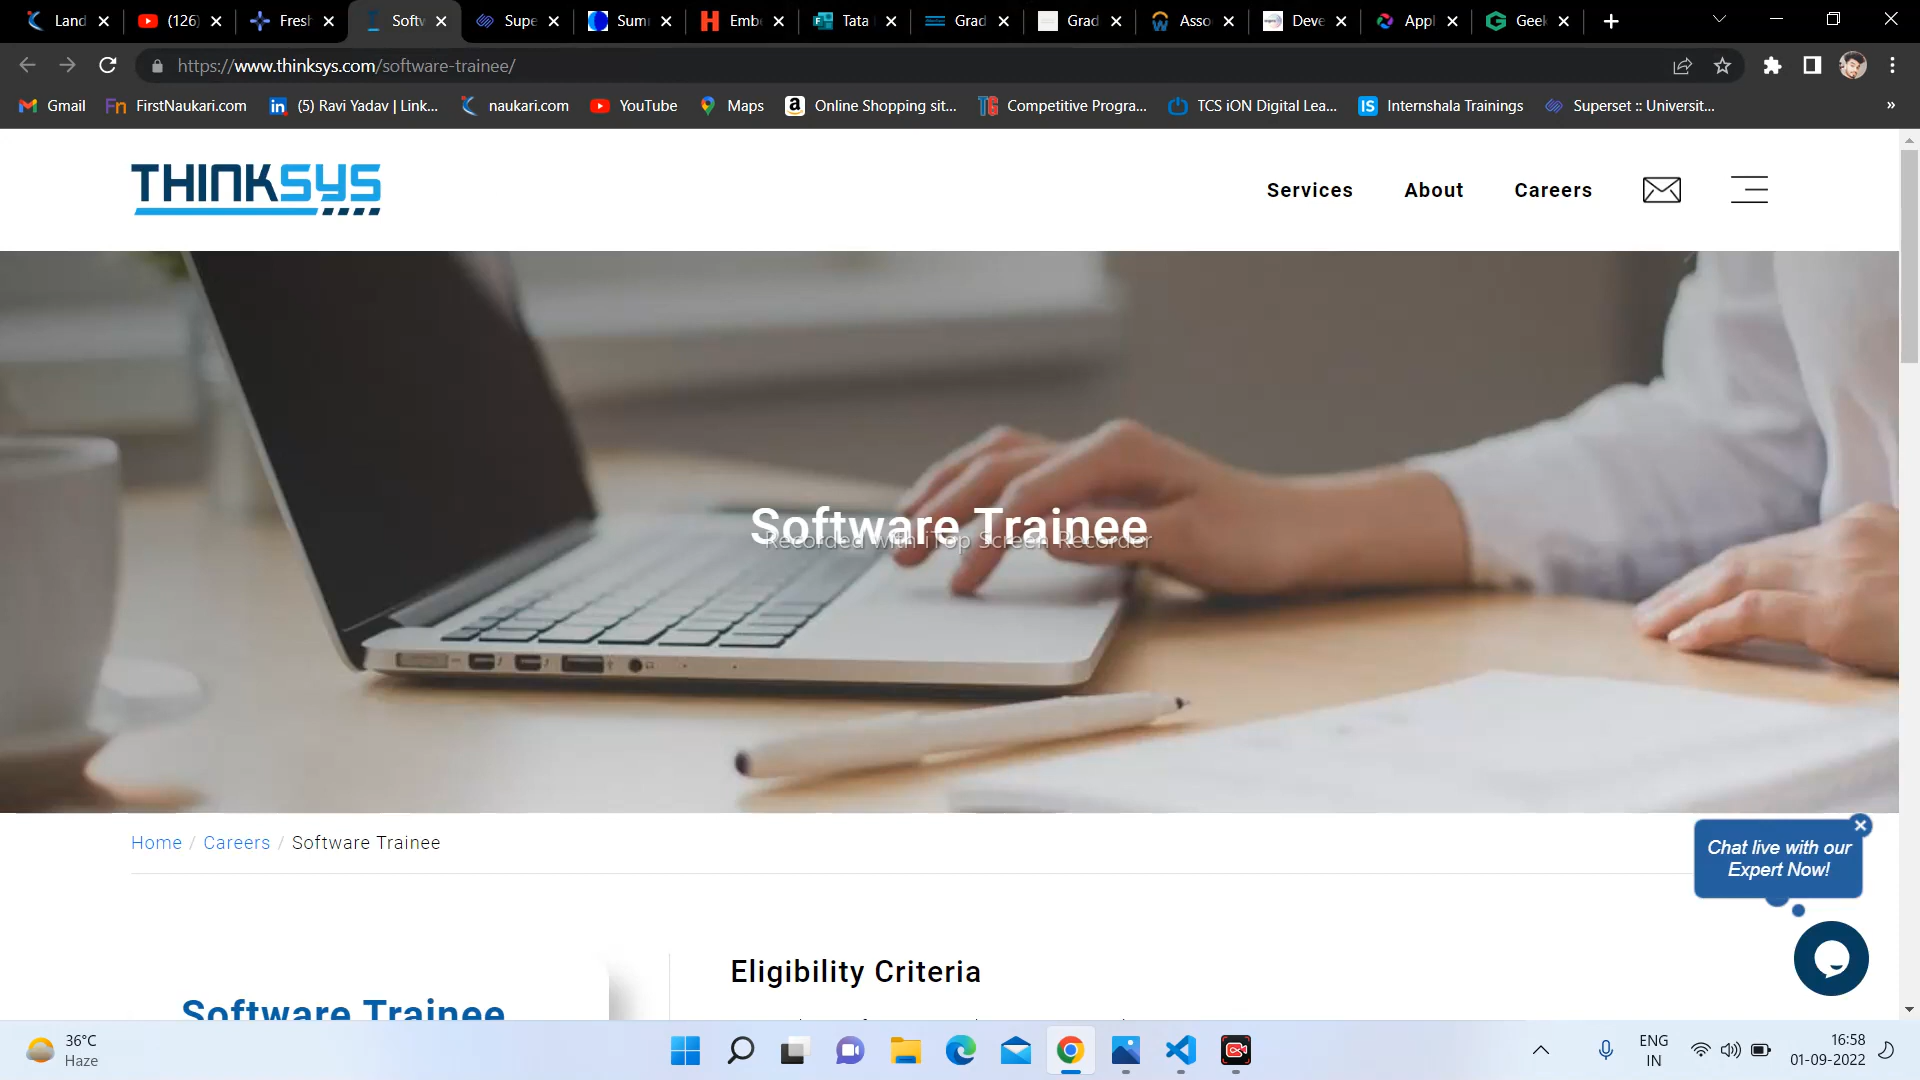 Land
(126)
Fresh
Softw
Supe
Sum
Emb
Tata
Grad
Grad
Asso
Deve
Appl
Geek
https://www.thinksys.com/software-trainee/
Gmail
FirstNaukari.com
(5) Ravi Yadav | Link...
naukari.com
YouTube
Maps
Online Shopping sit...
Competitive Progra...
TCS iON Digital Lea...
Internshala Trainings
Superset :: Universit...
»
THINKSYS
Services
About
Careers
Software Trainee
Recorded with iTop Screen Recorder
Home / Careers / Software Trainee
Chat live with our
Expert Now!
Eligibility Criteria
Software Trainee
36°C
Haze
ENG
IN
16:58
01-09-2022